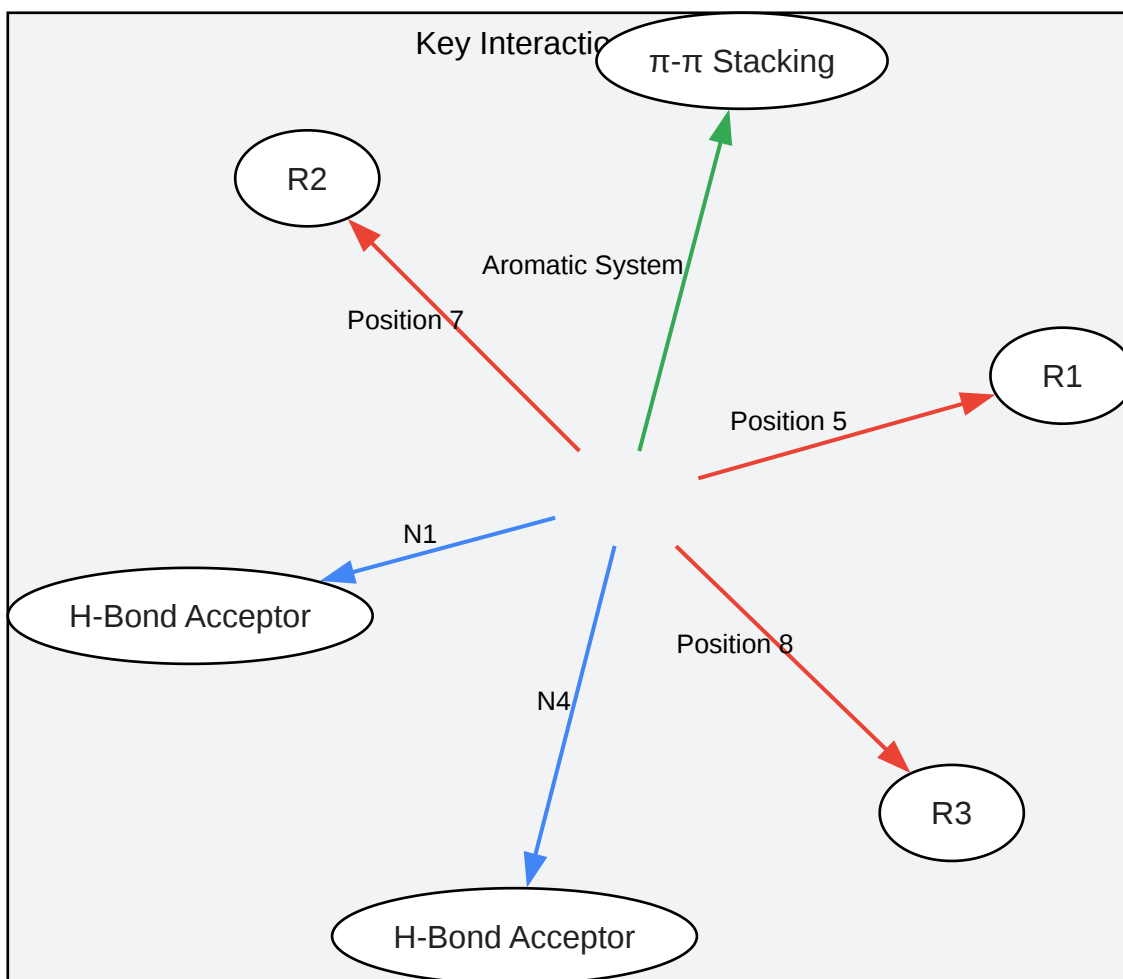 Key Interactio
π-π Stacking
R2
Aromatic System
Position 7
R1
Position 5
N1
H-Bond Acceptor
Position 8
N4
R3
H-Bond Acceptor